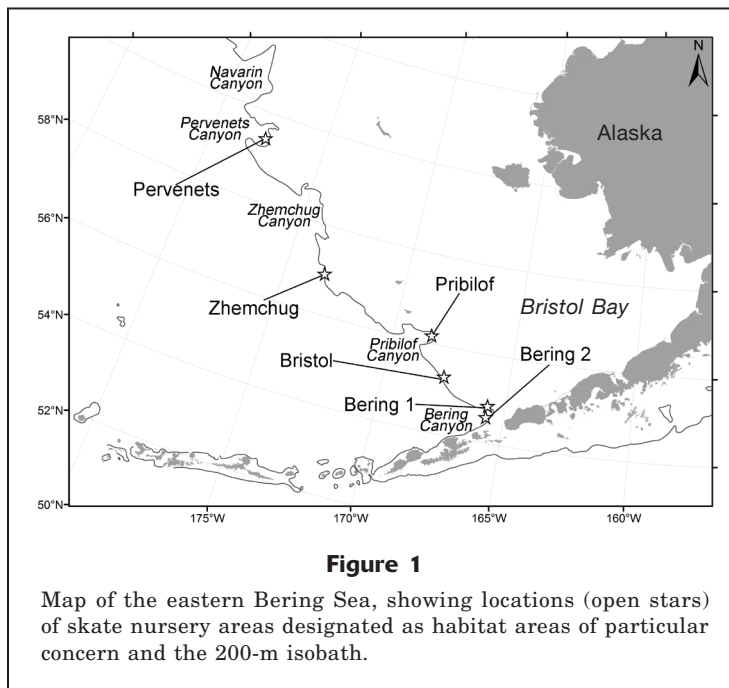 N
Navarin
Canyon
58°N
Pervenets
Canyon
Alaska
Pervenets
56°N
Zhemchug
Canyon
Zhemchug
Pribilof
54°N
Bristol Bay
Pribilof
Canyon
Bering 2
Bristol
Bering 1
52°N
Bering
Canyon
50°N
175°W
170°W
165°W
160°W
Figure 1
Map of the eastern Bering Sea, showing locations (open stars)
of skate nursery areas designated as habitat areas of particular
concern and the 200-m isobath.